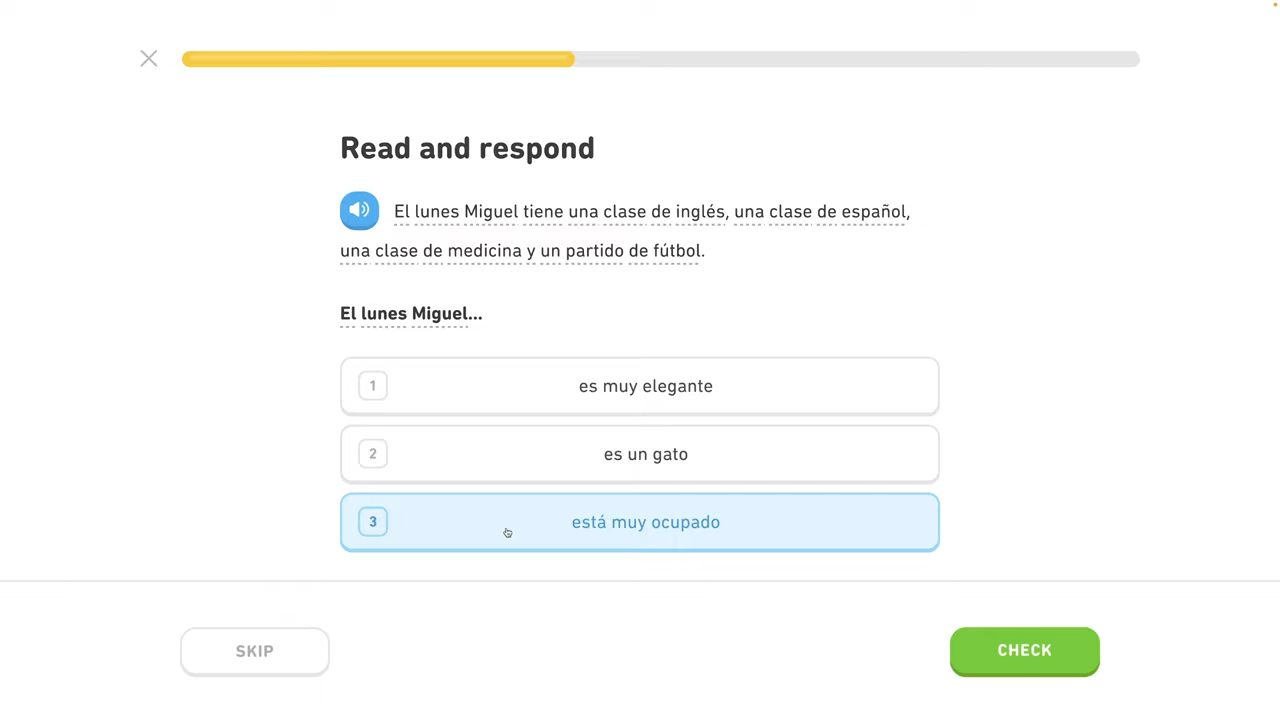 Read and respond
El lunes Miguel tiene una clase de inglés, una clase de español,
una clase de medicina y un partido de fútbol.
El lunes Miguel...
1 es muy elegante
2 es un gato
3 está muy ocupado
SKIP CHECK